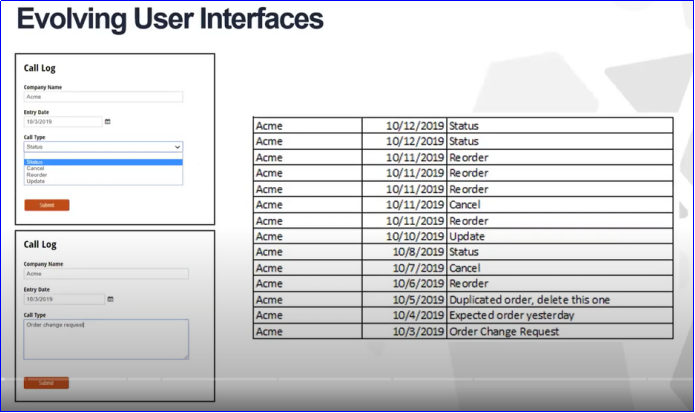 Evolving User Interfaces
Call Log
Company Name
Acme
Entry Date
10/3/2019
Call Type
Status
Status
Cancel
Reorder
Update
Submit
Call Log
Company Name
Acme
Entry Date
10/3/2019
Call Type
Order change request
Submit
Acme 10/12/2019 Status
Acme 10/12/2019 Status
Acme 10/11/2019 Reorder
Acme 10/11/2019 Reorder
Acme 10/11/2019 Reorder
Acme 10/11/2019 Cancel
Acme 10/11/2019 Reorder
Acme 10/10/2019 Update
Acme 10/8/2019 Status
Acme 10/7/2019 Cancel
Acme 10/6/2019 Reorder
Acme 10/5/2019 Duplicated order, delete this one
Acme 10/4/2019 Expected order yesterday
Acme 10/3/2019 Order Change Request